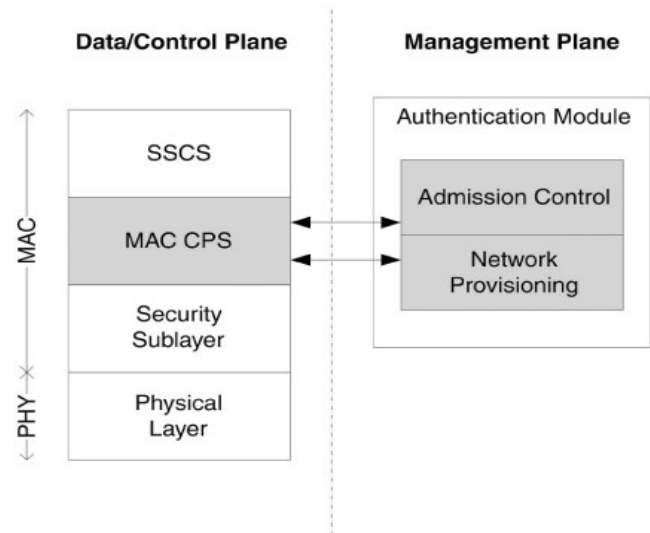 Data/Control Plane
Management Plane
SSCS
MAC CPS
Security
Sublayer
Physical
Layer
MAC
PHY
Authentication Module
Admission Control
Network
Provisioning